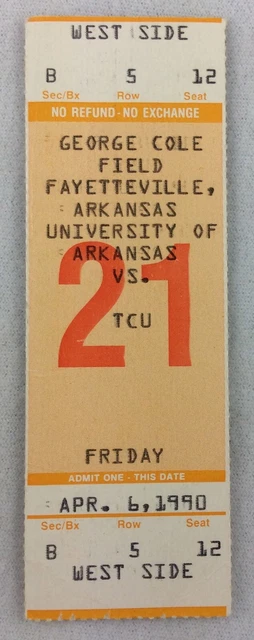 WEST SIDE
B 5 12
Sec/Bx Row Seat
NO REFUND - NO EXCHANGE
GEORGE COLE
FIELD
FAYETTEVILLE,
ARKANSAS
UNIVERSITY OF
ARKANSAS
VS.
21
TCU
FRIDAY
ADMIT ONE - THIS DATE
APR. 6,1990
Sec/Bx Row Seat
B 5 12
WEST SIDE